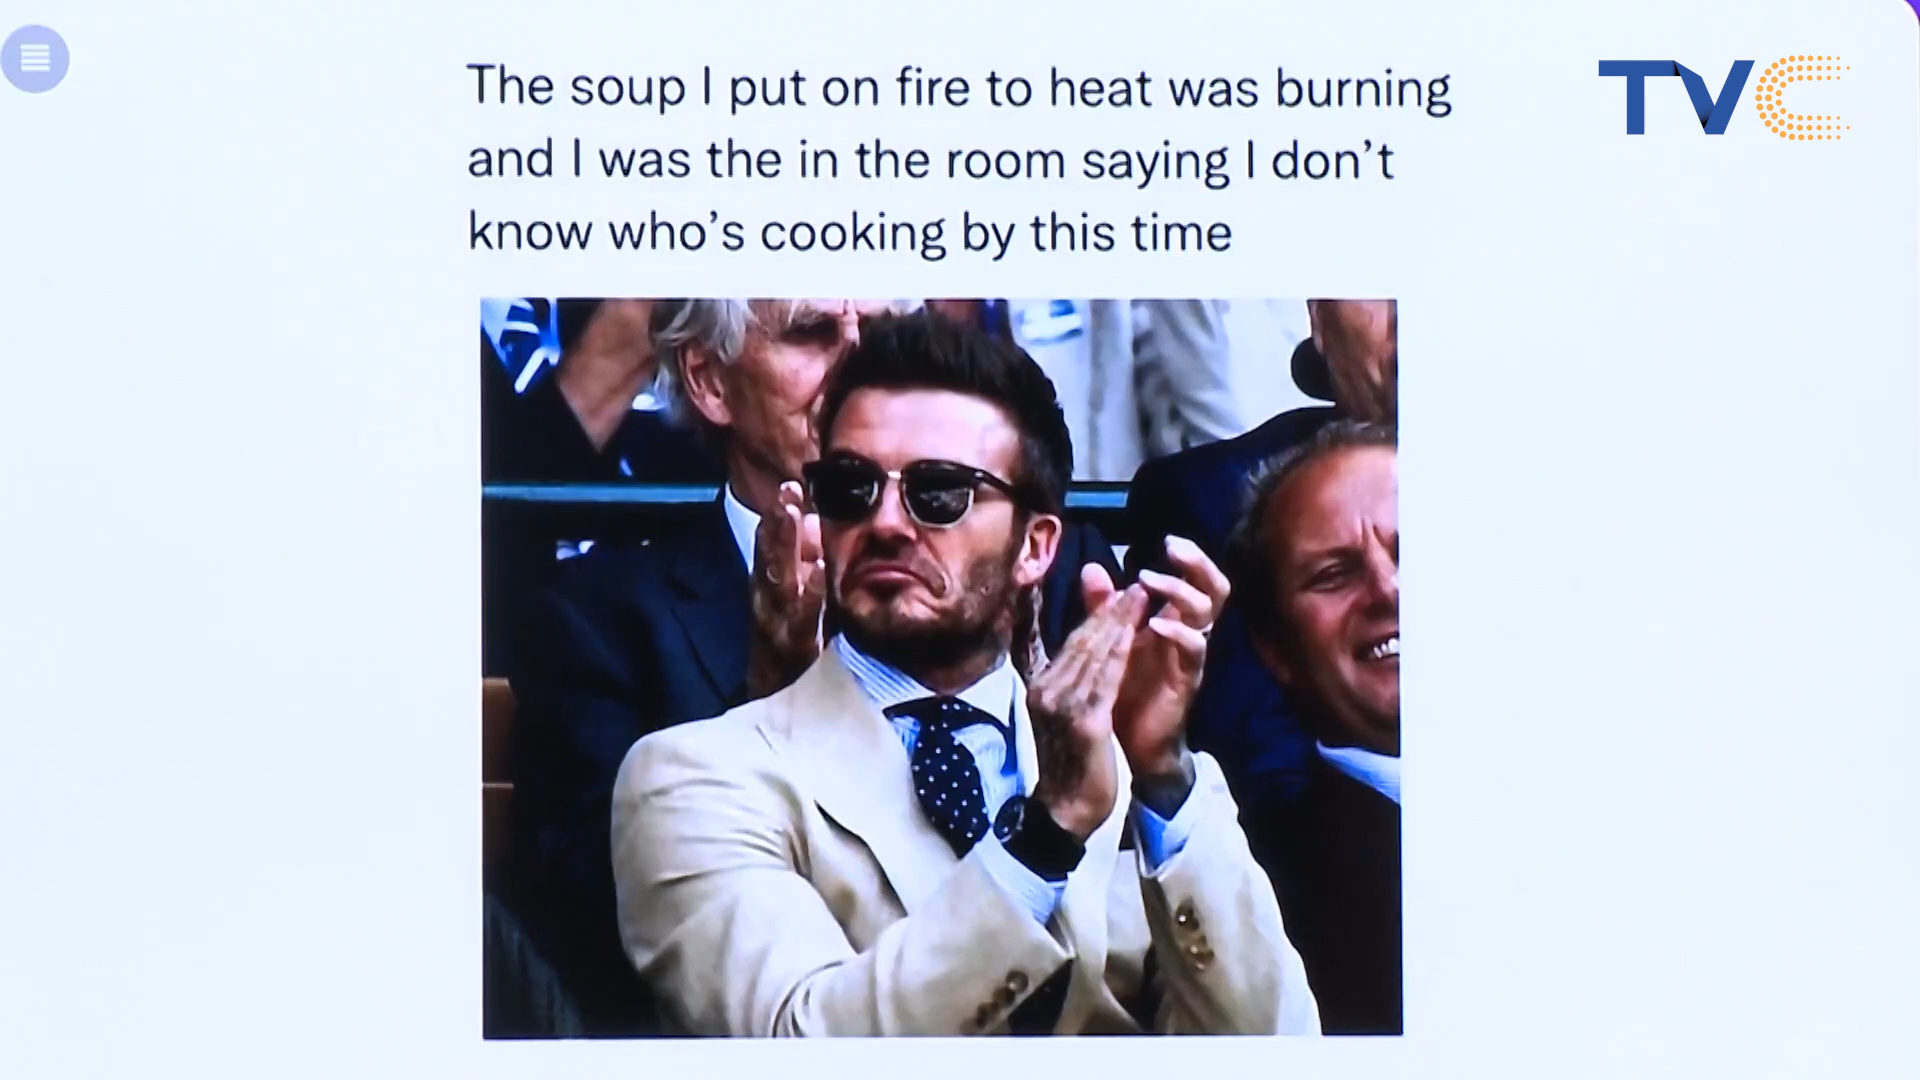 The soup I put on fire to heat was burning
and I was the in the room saying I don't
know who's cooking by this time
TVC